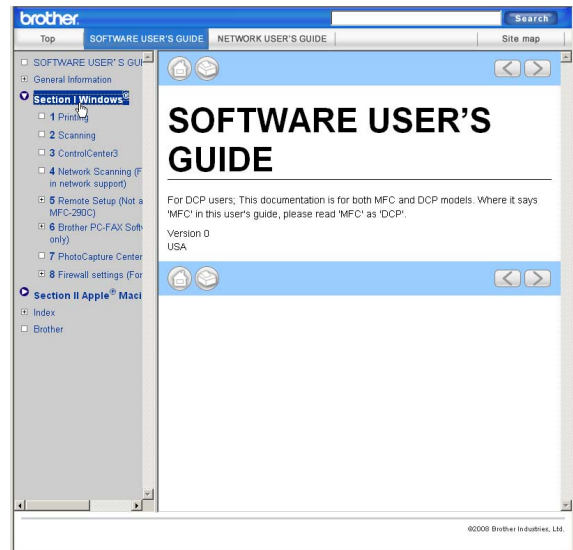 brother
Search
Top SOFTWARE USER'S GUIDE NETWORK USER'S GUIDE Site map
SOFTWARE USER'S GUI
General Information
Section I Windows®
1 Printing
2 Scanning
3 ControlCenter3
4 Network Scanning (F
in network support)
5 Remote Setup (Not a
MFC-290C)
6 Brother PC-FAX Soft
only)
7 PhotoCapture Center
8 Firewall settings (For
Section II Apple® Maci
Index
Brother
SOFTWARE USER'S
GUIDE
For DCP users; This documentation is for both MFC and DCP models. Where it says
'MFC' in this user's guide, please read 'MFC' as 'DCP'.
Version 0
USA
©2008 Brother Industries, Ltd.